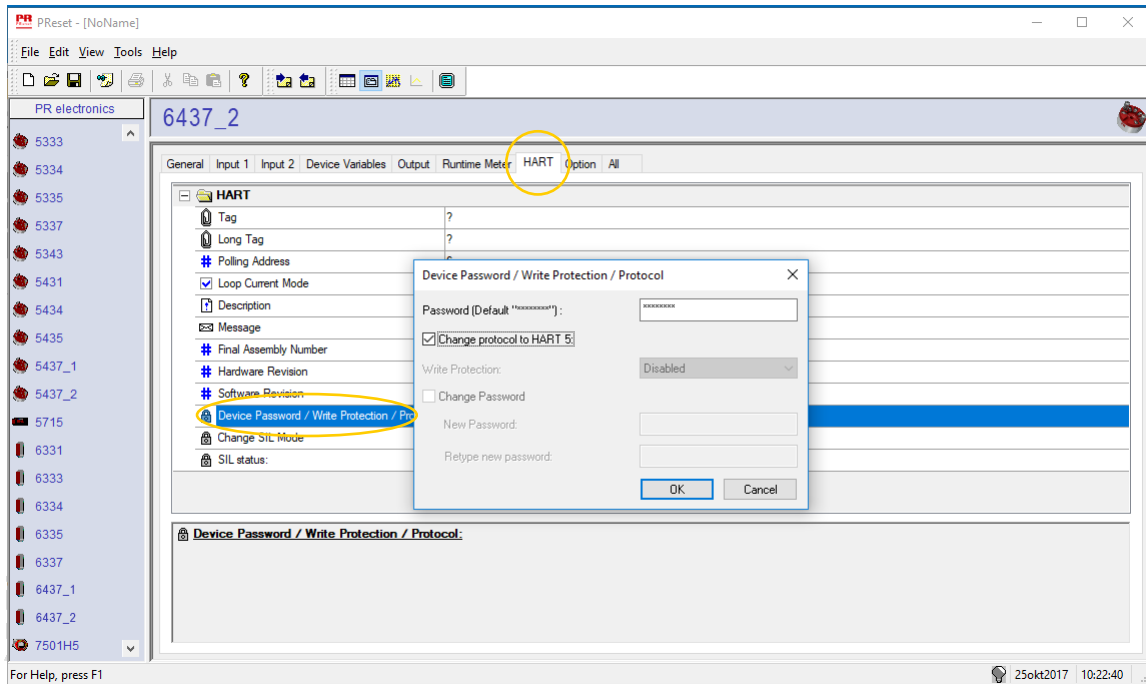 PR PReset - [NoName]
File Edit View Tools Help
PR electronics
5333
5334
5335
5337
5343
5431
5434
5435
5437_1
5437_2
5715
6331
6333
6334
6335
6337
6437_1
6437_2
7501H5
6437_2
General Input 1 Input 2 Device Variables Output Runtime Meter HART Option All
HART
Tag ?
Long Tag ?
Polling Address
Loop Current Mode
Description
Message
Final Assembly Number
Hardware Revision
Software Revision
Device Password / Write Protection / Pro
Change SIL Mode
SIL status:
Device Password / Write Protection / Protocol
Password (Default "********") :
********
Change protocol to HART 5:
Write Protection: Disabled
Change Password
New Password:
Retype new password:
OK Cancel
Device Password / Write Protection / Protocol:
For Help, press F1 25okt2017 10:22:40